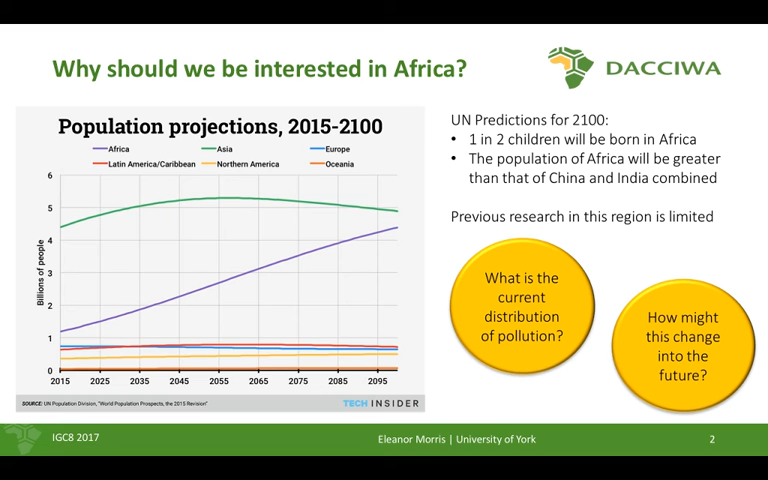 Why should we be interested in Africa?
DACCIWA
Population projections, 2015-2100
Africa
Asia
Europe
Latin America/Caribbean
Northern America
Oceania
6
5
4
3
2
1
0
Billions of people
2015 2025 2035 2045 2055 2065 2075 2085 2095
SOURCE: UN Population Division, "World Population Prospects, the 2015 Revision"
TECH INSIDER
UN Predictions for 2100:
• 1 in 2 children will be born in Africa
• The population of Africa will be greater
than that of China and India combined
Previous research in this region is limited
What is the
current
distribution
of pollution?
How might
this change
into the
future?
IGC8 2017
Eleanor Morris | University of York
2